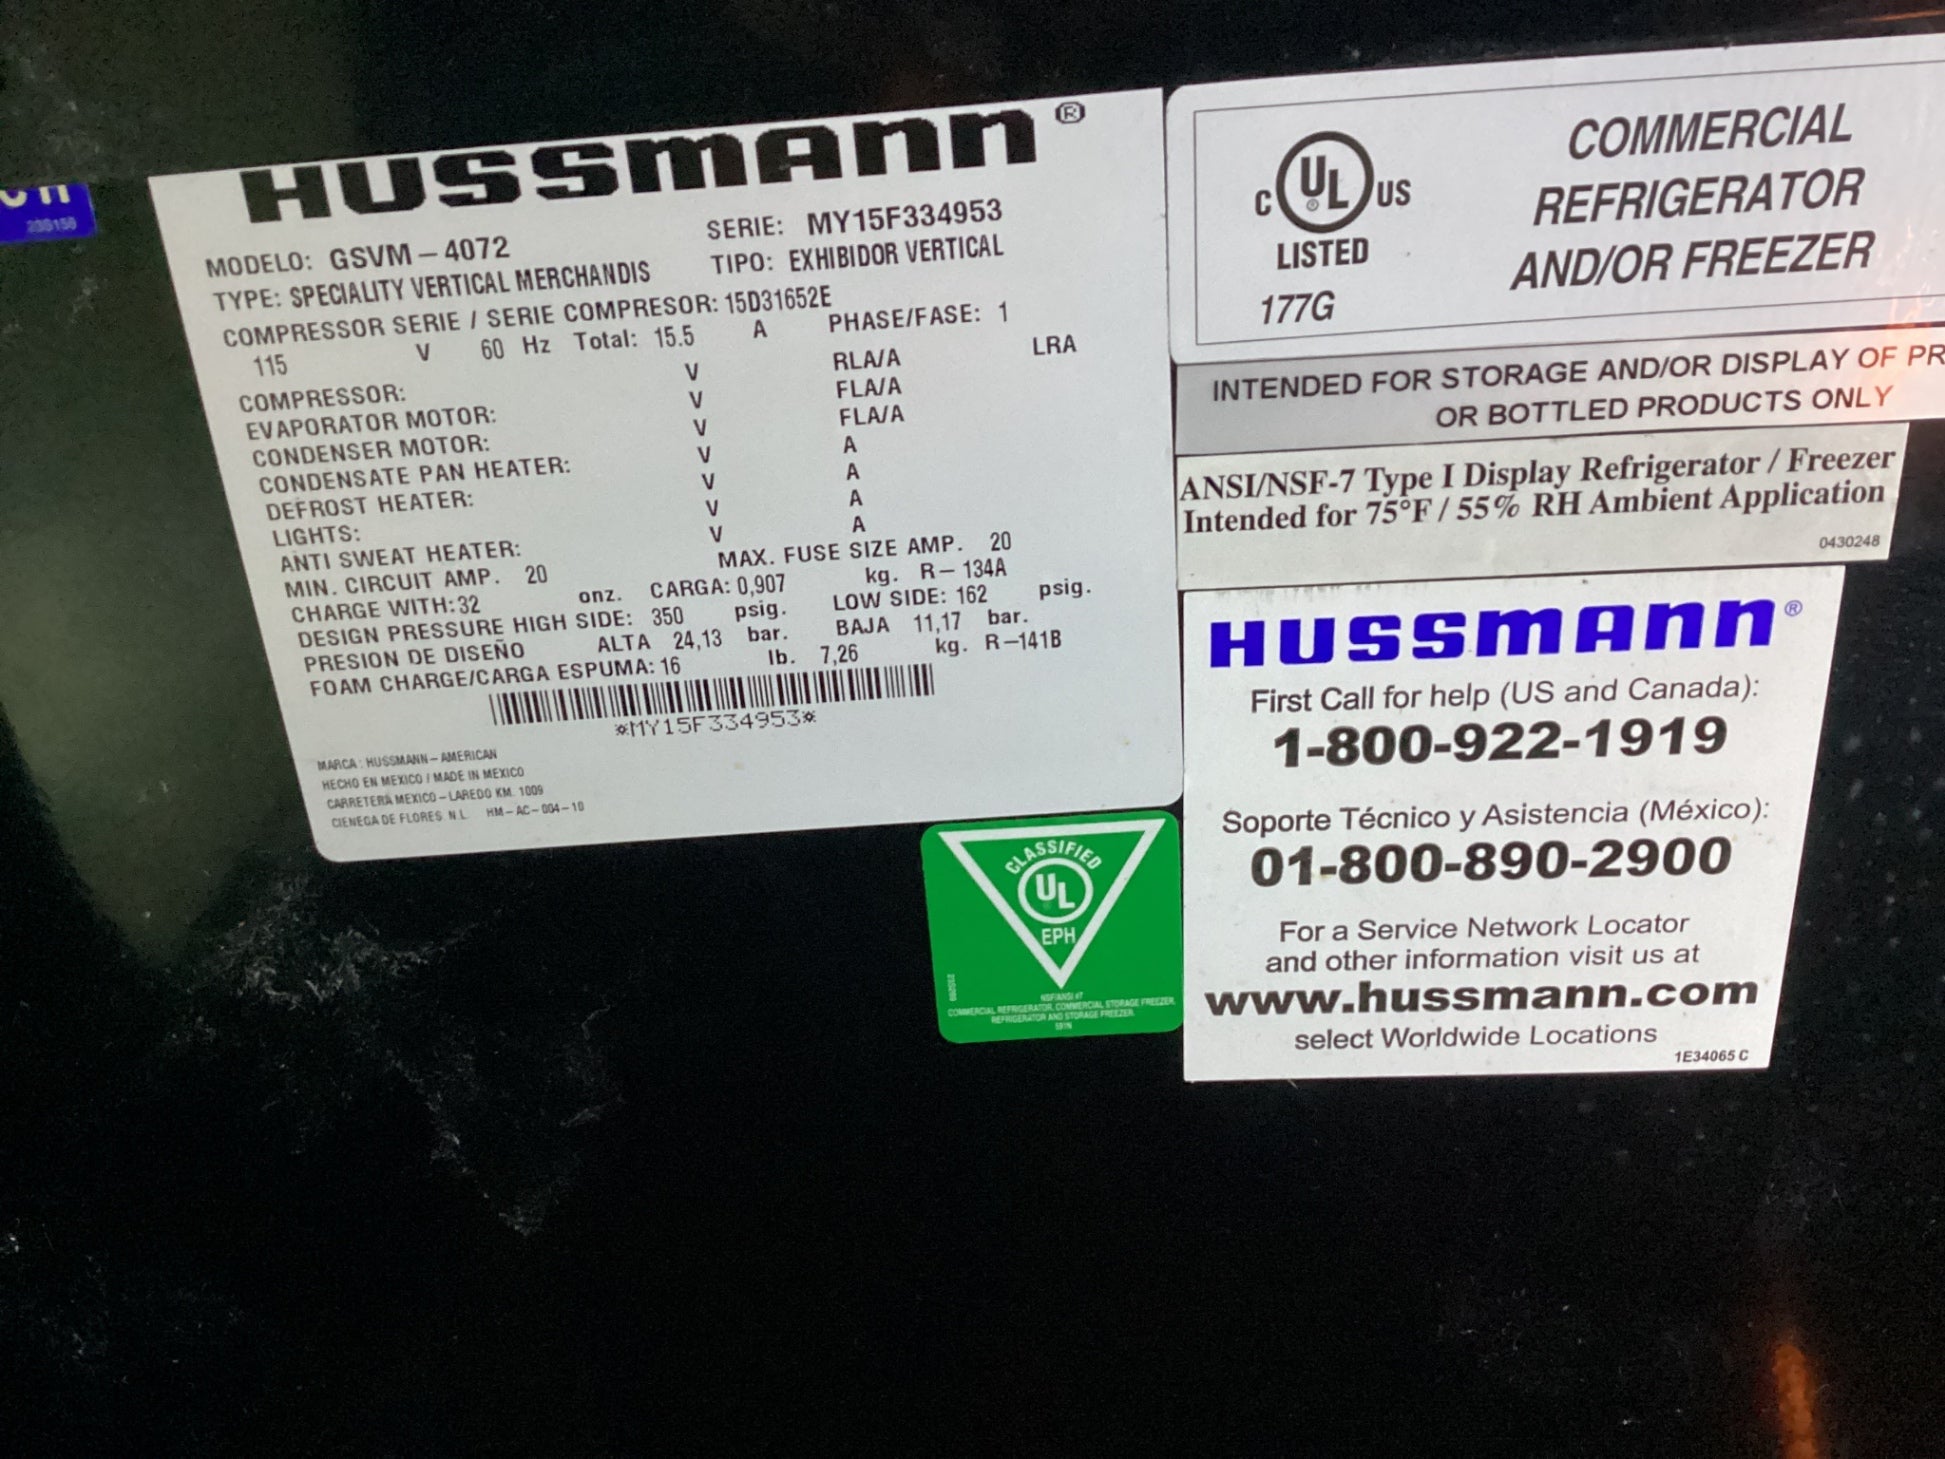 HUSSMANN®
MODELO: GSVM-4072 SERIE: MY15F334953
TYPE: SPECIALITY VERTICAL MERCHANDIS TIPO: EXHIBIDOR VERTICAL
COMPRESSOR SERIE / SERIE COMPRESOR: 15D31652E
115 V 60 Hz Total: 15.5 A PHASE/FASE: 1
COMPRESSOR: V RLA/A LRA
EVAPORATOR MOTOR: V FLA/A
CONDENSER MOTOR: V FLA/A
CONDENSATE PAN HEATER: V A
DEFROST HEATER: V A
LIGHTS: V A
ANTI SWEAT HEATER: V A
MIN. CIRCUIT AMP. 20 MAX. FUSE SIZE AMP. 20
CHARGE WITH:32 onz. CARGA: 0,907 kg. R-134A
DESIGN PRESSURE HIGH SIDE: 350 psig. LOW SIDE: 162 psig.
PRESION DE DISEÑO ALTA 24,13 bar. BAJA 11,17 bar.
FOAM CHARGE/CARGA ESPUMA: 16 lb. 7,26 kg. R-141B
*MY15F334953*
MARCA : HUSSMANN-AMERICAN
HECHO EN MEXICO / MADE IN MEXICO
CARRETERA MEXICO-LAREDO KM. 1009
CIENEGA DE FLORES. N.L. HM-AC-004-10
C UL® US
LISTED
177G
COMMERCIAL
REFRIGERATOR
AND/OR FREEZER
INTENDED FOR STORAGE AND/OR DISPLAY OF PR
OR BOTTLED PRODUCTS ONLY
ANSI/NSF-7 Type I Display Refrigerator / Freezer
Intended for 75°F / 55% RH Ambient Application
0430248
HUSSMANN®
First Call for help (US and Canada):
1-800-922-1919
Soporte Técnico y Asistencia (México):
01-800-890-2900
For a Service Network Locator
and other information visit us at
www.hussmann.com
select Worldwide Locations
1E34065 C
CLASSIFIED
UL
EPH
COMMERCIAL REFRIGERATOR, COMMERCIAL STORAGE FREEZER,
REFRIGERATOR AND STORAGE FREEZER.
591N